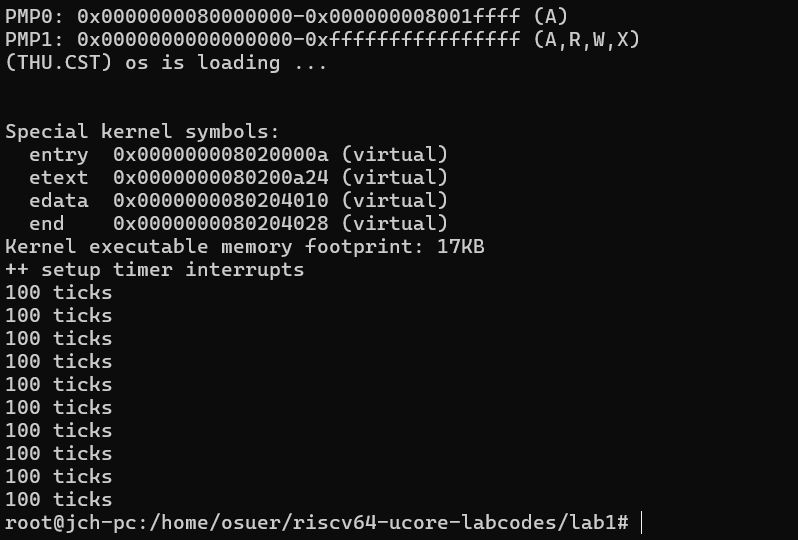 PMP0: 0x0000000080000000-0x000000008001ffff (A)
PMP1: 0x0000000000000000-0xffffffffffffffff (A,R,W,X)
(THU.CST) os is loading ...
Special kernel symbols:
  entry  0x000000008020000a (virtual)
  etext  0x0000000080200a24 (virtual)
  edata  0x0000000080204010 (virtual)
  end    0x0000000080204028 (virtual)
Kernel executable memory footprint: 17KB
++ setup timer interrupts
100 ticks
100 ticks
100 ticks
100 ticks
100 ticks
100 ticks
100 ticks
100 ticks
100 ticks
100 ticks
root@jch-pc:/home/osuer/riscv64-ucore-labcodes/lab1#